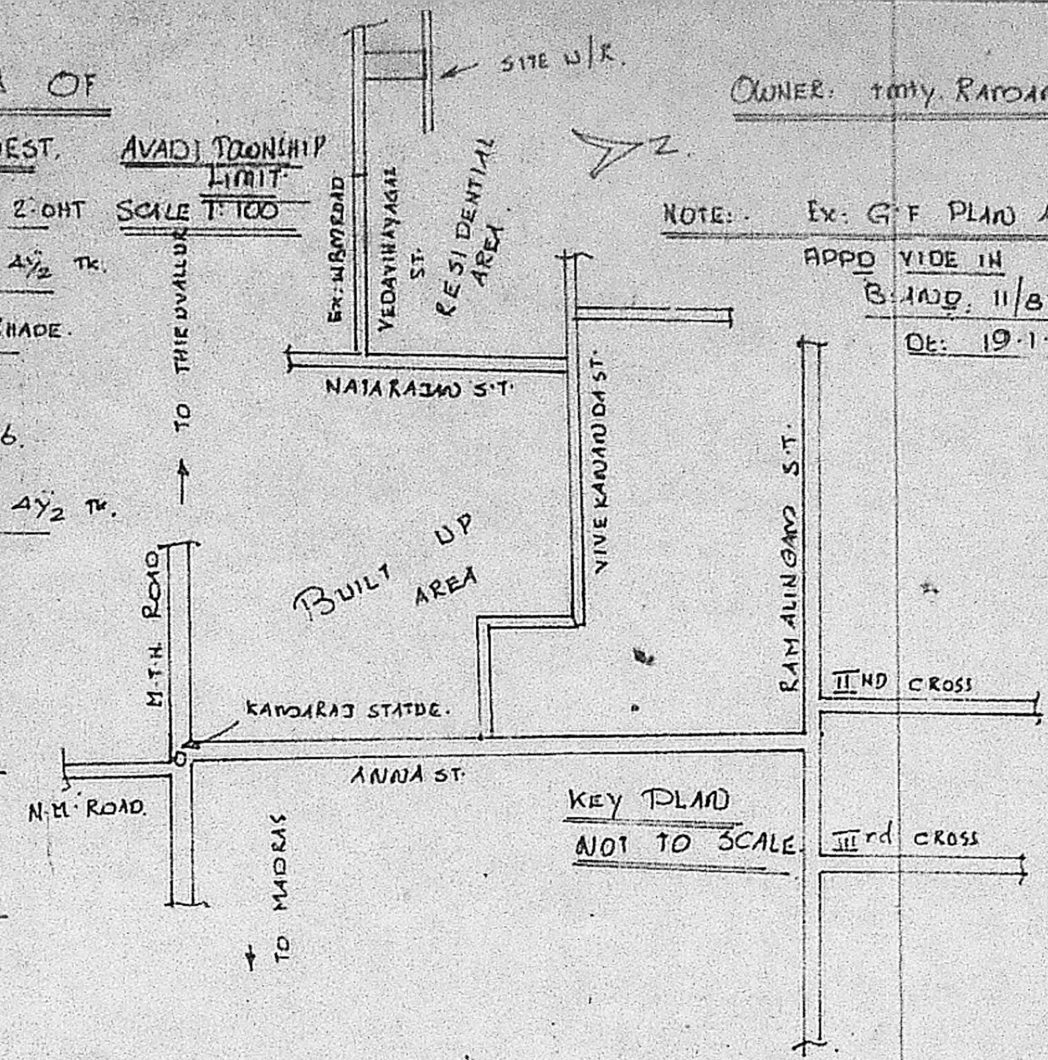 OF
SITE W/R.
OWNER: tmty.
EST.
AVADI TOWNSHIP
LIMIT.
2·OHT
SCALE 1:100
4½ TK.
HADE.
6.
4½ TK.
Z
NOTE:. Ex: G·F PLAN
APPD VIDE IN
11/8
Dt: 19·1·
EX: WBM ROAD
VEDAVINAYAGAR
ST.
RESIDENTIAL
AREA.
TO THIRUVALLUR
NATARAJAN S·T·
VIVEKANANDA ST.
RAMALINGAM S·T.
BUILT UP
AREA
M·T·H. ROAD
KAMARAJ STATUE.
IIND CROSS
N·M· ROAD.
ANNA ST.
KEY PLAN
NOT TO SCALE.
IIIrd CROSS
TO MADRAS